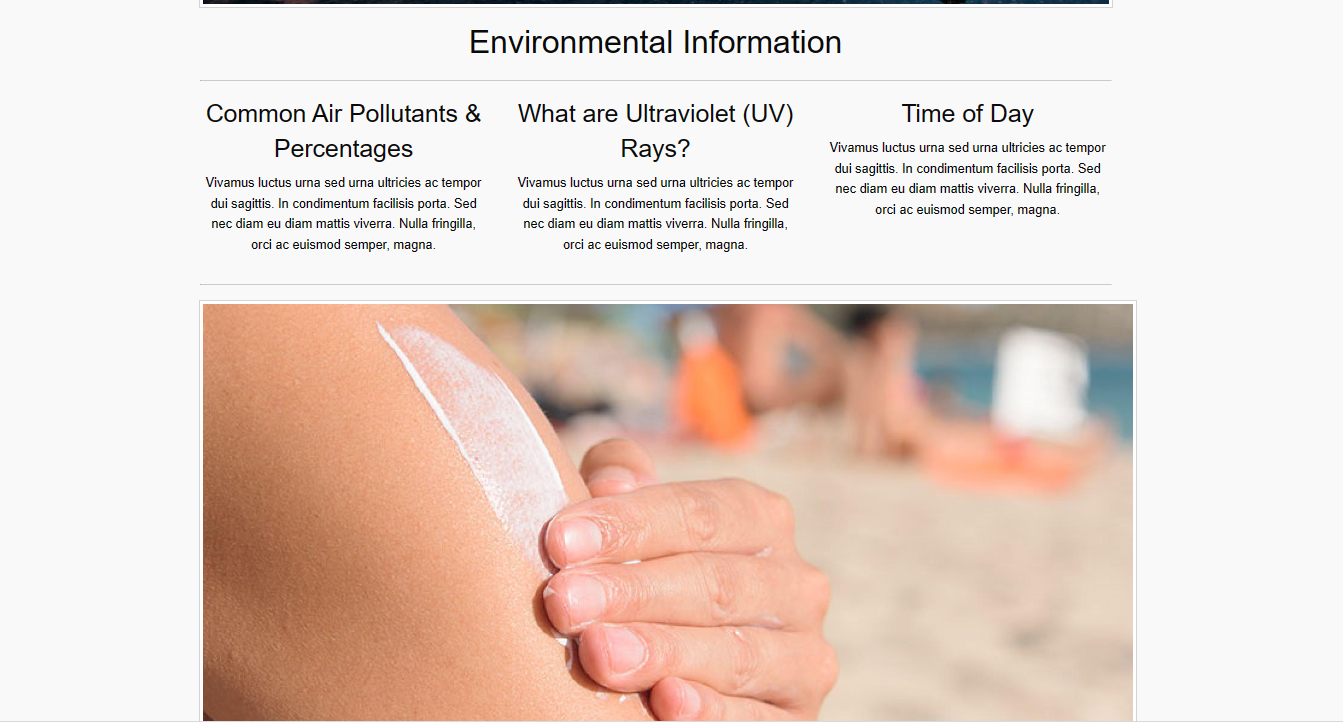 Environmental Information
Common Air Pollutants &
Percentages
Vivamus luctus urna sed urna ultricies ac tempor
dui sagittis. In condimentum facilisis porta. Sed
nec diam eu diam mattis viverra. Nulla fringilla,
orci ac euismod semper, magna.
What are Ultraviolet (UV)
Rays?
Vivamus luctus urna sed urna ultricies ac tempor
dui sagittis. In condimentum facilisis porta. Sed
nec diam eu diam mattis viverra. Nulla fringilla,
orci ac euismod semper, magna.
Time of Day
Vivamus luctus urna sed urna ultricies ac tempor
dui sagittis. In condimentum facilisis porta. Sed
nec diam eu diam mattis viverra. Nulla fringilla,
orci ac euismod semper, magna.